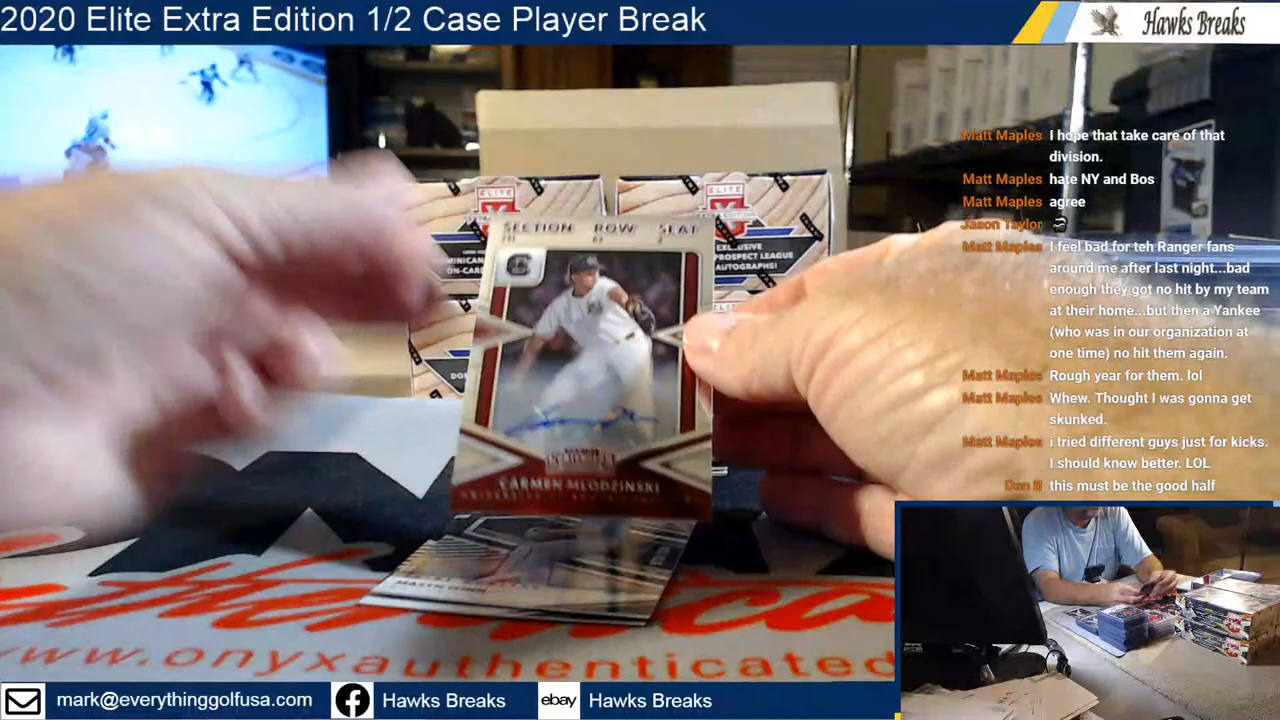 2020 Elite Extra Edition 1/2 Case Player Break
Hawks Breaks
Matt Maples I hope that take care of that
division.
Matt Maples hate NY and Bos
Matt Maples agree
Jason Taylor
Matt Maples I feel bad for teh Ranger fans
around me after last night...bad
enough they got no hit by my team
at their home...but then a Yankee
(who was in our organization at
one time) no hit them again.
Matt Maples Rough year for them. lol
Matt Maples Whew. Thought I was gonna get
skunked.
Matt Maples i tried different guys just for kicks.
I should know better. LOL
Dan B this must be the good half
ELITE
ELITE
EXTRA EDITION
PROSPECT LEAGUE
AUTOGRAPHS!
SECTION ROW SEAT
CARMEN MLODZINSKI
www.onyxauthenticated
mark@everythinggolfusa.com
Hawks Breaks
ebay
Hawks Breaks